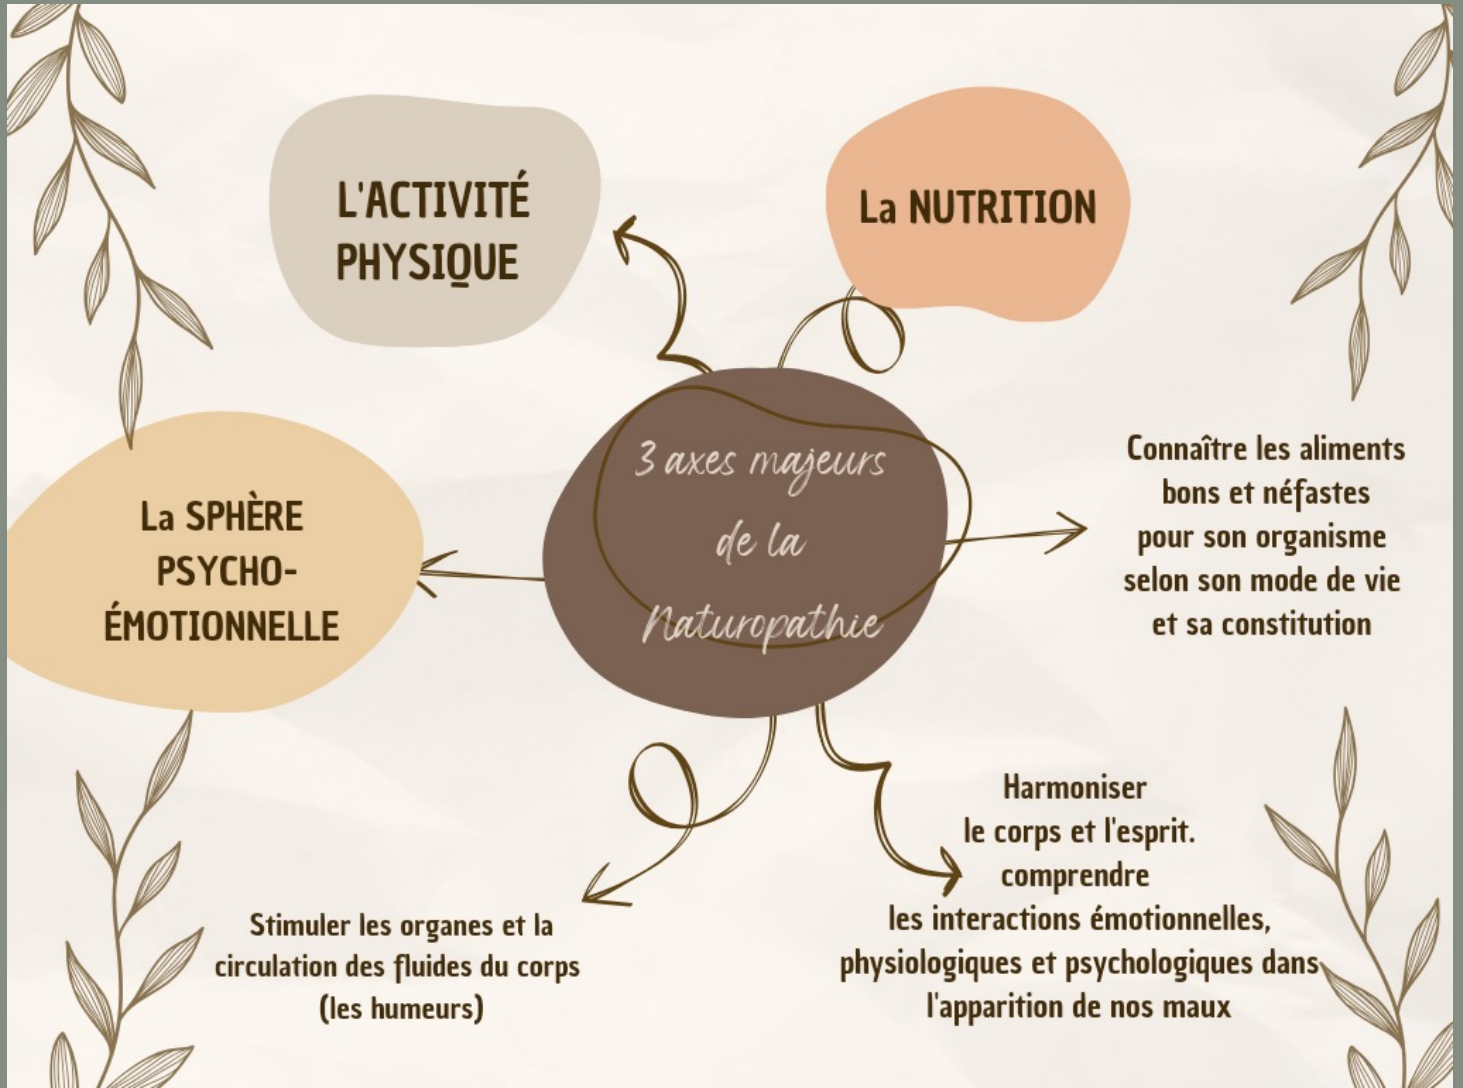 L'ACTIVITÉ
PHYSIQUE
La NUTRITION
La SPHÈRE
PSYCHO-
ÉMOTIONNELLE
3 axes majeurs
de la
Naturopathie
Connaître les aliments
bons et néfastes
pour son organisme
selon son mode de vie
et sa constitution
Stimuler les organes et la
circulation des fluides du corps
(les humeurs)
Harmoniser
le corps et l'esprit.
comprendre
les interactions émotionnelles,
physiologiques et psychologiques dans
l'apparition de nos maux